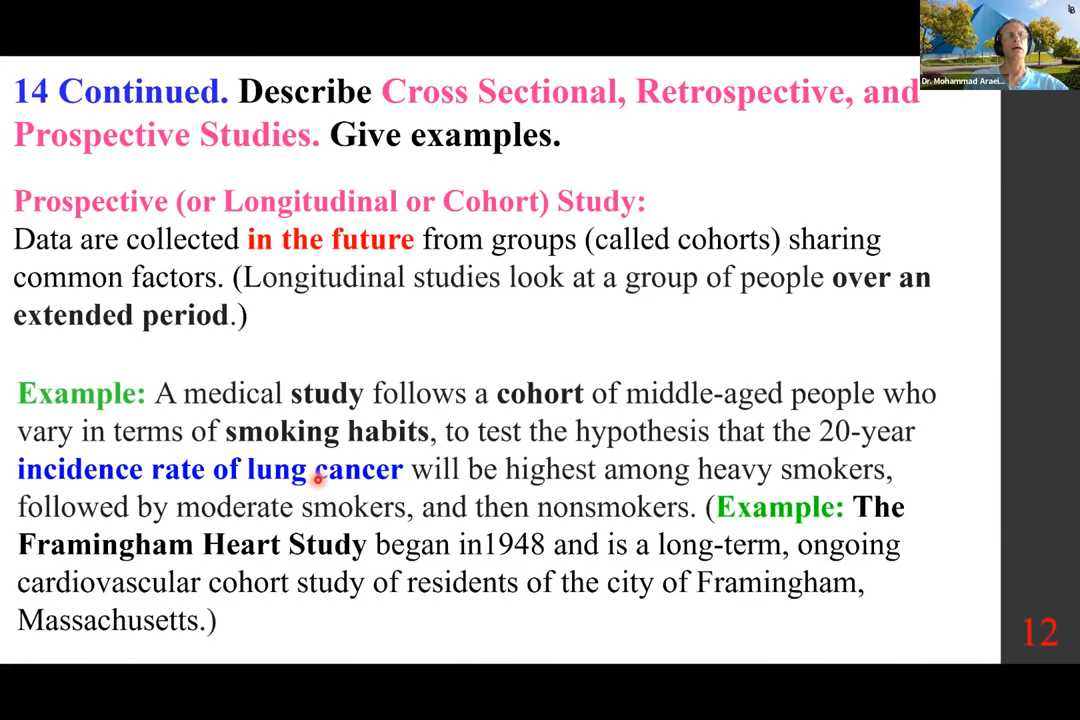 14 Continued. Describe Cross Sectional, Retrospective, and
Prospective Studies. Give examples.
Prospective (or Longitudinal or Cohort) Study:
Data are collected in the future from groups (called cohorts) sharing
common factors. (Longitudinal studies look at a group of people over an
extended period.)
Example: A medical study follows a cohort of middle-aged people who
vary in terms of smoking habits, to test the hypothesis that the 20-year
incidence rate of lung cancer will be highest among heavy smokers,
followed by moderate smokers, and then nonsmokers. (Example: The
Framingham Heart Study began in1948 and is a long-term, ongoing
cardiovascular cohort study of residents of the city of Framingham,
Massachusetts.)
12
Dr. Mohammad Araei...